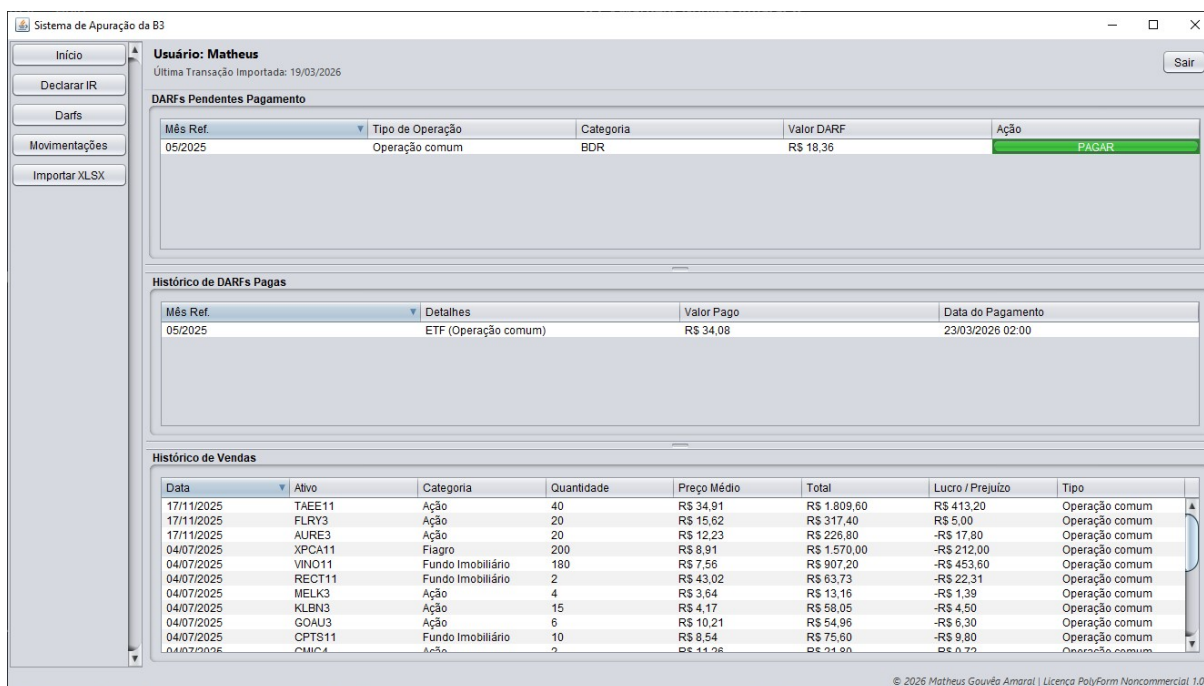 Sistema de Apuração da B3
Início
Declarar IR
Darfs
Movimentações
Importar XLSX
Usuário: Matheus
Última Transação Importada: 19/03/2026
Sair
DARFs Pendentes Pagamento
Mês Ref. Tipo de Operação Categoria Valor DARF Ação
05/2025 Operação comum BDR R$ 18,36 PAGAR
Histórico de DARFs Pagas
Mês Ref. Detalhes Valor Pago Data do Pagamento
05/2025 ETF (Operação comum) R$ 34,08 23/03/2026 02:00
Histórico de Vendas
Data Ativo Categoria Quantidade Preço Médio Total Lucro / Prejuízo Tipo
17/11/2025 TAEE11 Ação 40 R$ 34,91 R$ 1.809,60 R$ 413,20 Operação comum
17/11/2025 FLRY3 Ação 20 R$ 15,62 R$ 317,40 R$ 5,00 Operação comum
17/11/2025 AURE3 Ação 20 R$ 12,23 R$ 226,80 -R$ 17,80 Operação comum
04/07/2025 XPCA11 Fiagro 200 R$ 8,91 R$ 1.570,00 -R$ 212,00 Operação comum
04/07/2025 VINO11 Fundo Imobiliário 180 R$ 7,56 R$ 907,20 -R$ 453,60 Operação comum
04/07/2025 RECT11 Fundo Imobiliário 2 R$ 43,02 R$ 63,73 -R$ 22,31 Operação comum
04/07/2025 MELK3 Ação 4 R$ 3,64 R$ 13,16 -R$ 1,39 Operação comum
04/07/2025 KLBN3 Ação 15 R$ 4,17 R$ 58,05 -R$ 4,50 Operação comum
04/07/2025 GOAU3 Ação 6 R$ 10,21 R$ 54,96 -R$ 6,30 Operação comum
04/07/2025 CPTS11 Fundo Imobiliário 10 R$ 8,54 R$ 75,60 -R$ 9,80 Operação comum
04/07/2025 CMIG4 Ação 2 R$ 11,26 R$ 21,80 Operação comum
© 2026 Matheus Gouvêa Amaral | Licença PolyForm Noncommercial 1.0